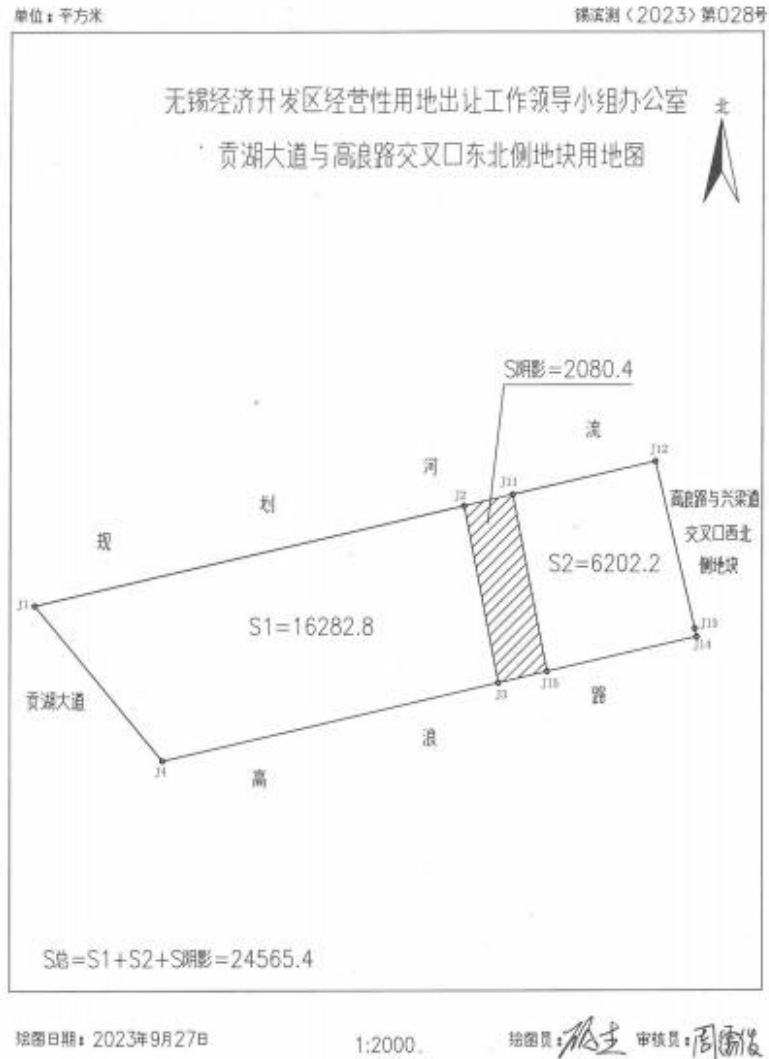 单位：平方米
锡滨测（2023）第028号
无锡经济开发区经营性用地出让工作领导小组办公室
贡湖大道与高浪路交叉口东北侧地块用地图
北
S阴影=2080.4
规 划 河 流
J1
J2
J11
J12
高浪路与兴梁道
交叉口西北
侧地块
S1=16282.8
S2=6202.2
J13
J14
J15
J3
J4
贡湖大道
高 浪 路
S总=S1+S2+S阴影=24565.4
绘图日期：2023年9月27日
1:2000
绘图员：
审核员：